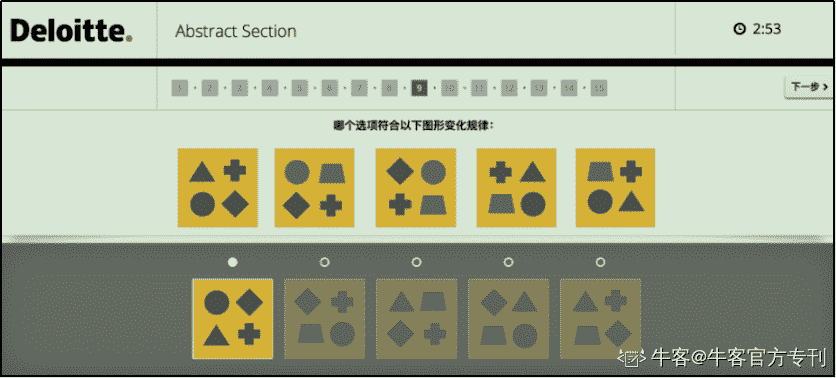 Deloitte.
Abstract Section
2:53
1 2 3 4 5 6 7 8 9 10 11 12 13 14 15
下一步
哪个选项符合以下图形变化规律：
牛客@牛客官方专刊